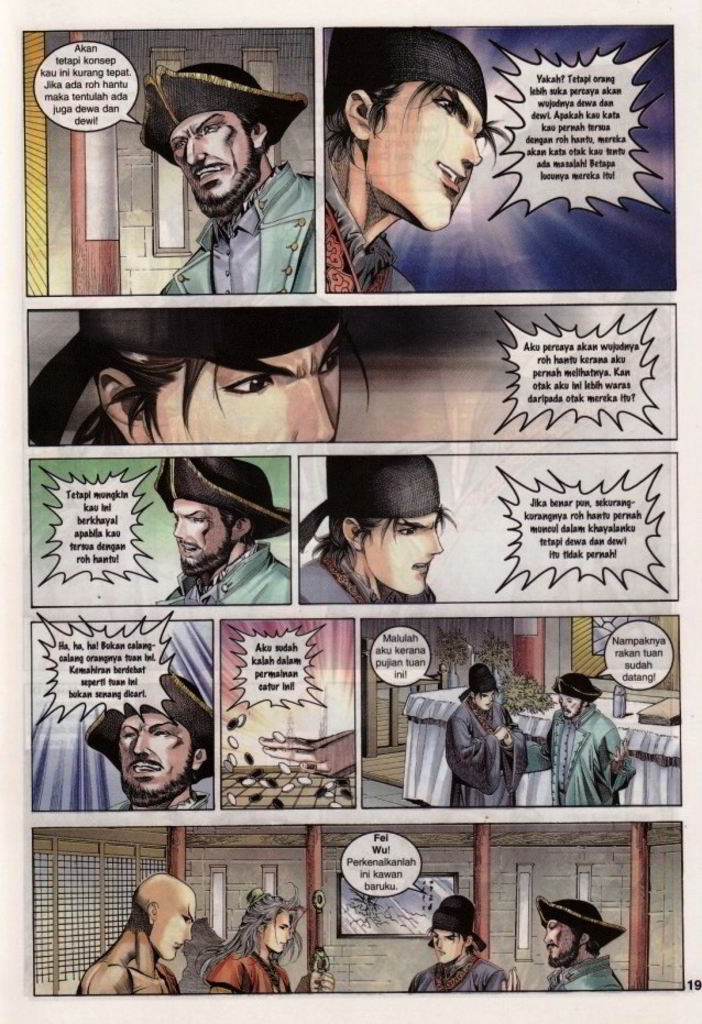 Akan
tetapi konsep
kau ini kurang tepat.
Jika ada roh hantu
maka tentulah ada
juga dewa dan
dewi!
Yakah? Tetapi orang
lebih suka percaya akan
wujudnya dewa dan
dewi. Apakah kau kata
kau pernah tersua
dengan roh hantu, mereka
akan kata otak kau tentu
ada masalah! Betapa
lucunya mereka itu!
Aku percaya akan wujudnya
roh hantu kerana aku
pernah melihatnya. Kan
otak aku ini lebih waras
daripada otak mereka itu?
Tetapi mungkin
kau ini
berkhayal
apabila kau
tersua dengan
roh hantu!
Jika benar pun, sekurang-
kurangnya roh hantu pernah
muncul dalam khayalanku
tetapi dewa dan dewi
itu tidak pernah!
Ha, ha, ha! Bukan calang-
calang orangnya tuan ini.
Kemahiran berdebat
seperti tuan ini
bukan senang dicari.
Aku sudah
kalah dalam
permainan
catur ini!
Malulah
aku kerana
pujian tuan
ini!
Nampaknya
rakan tuan
sudah
datang!
Fei
Wu!
Perkenalkanlah
ini kawan
baruku.
19